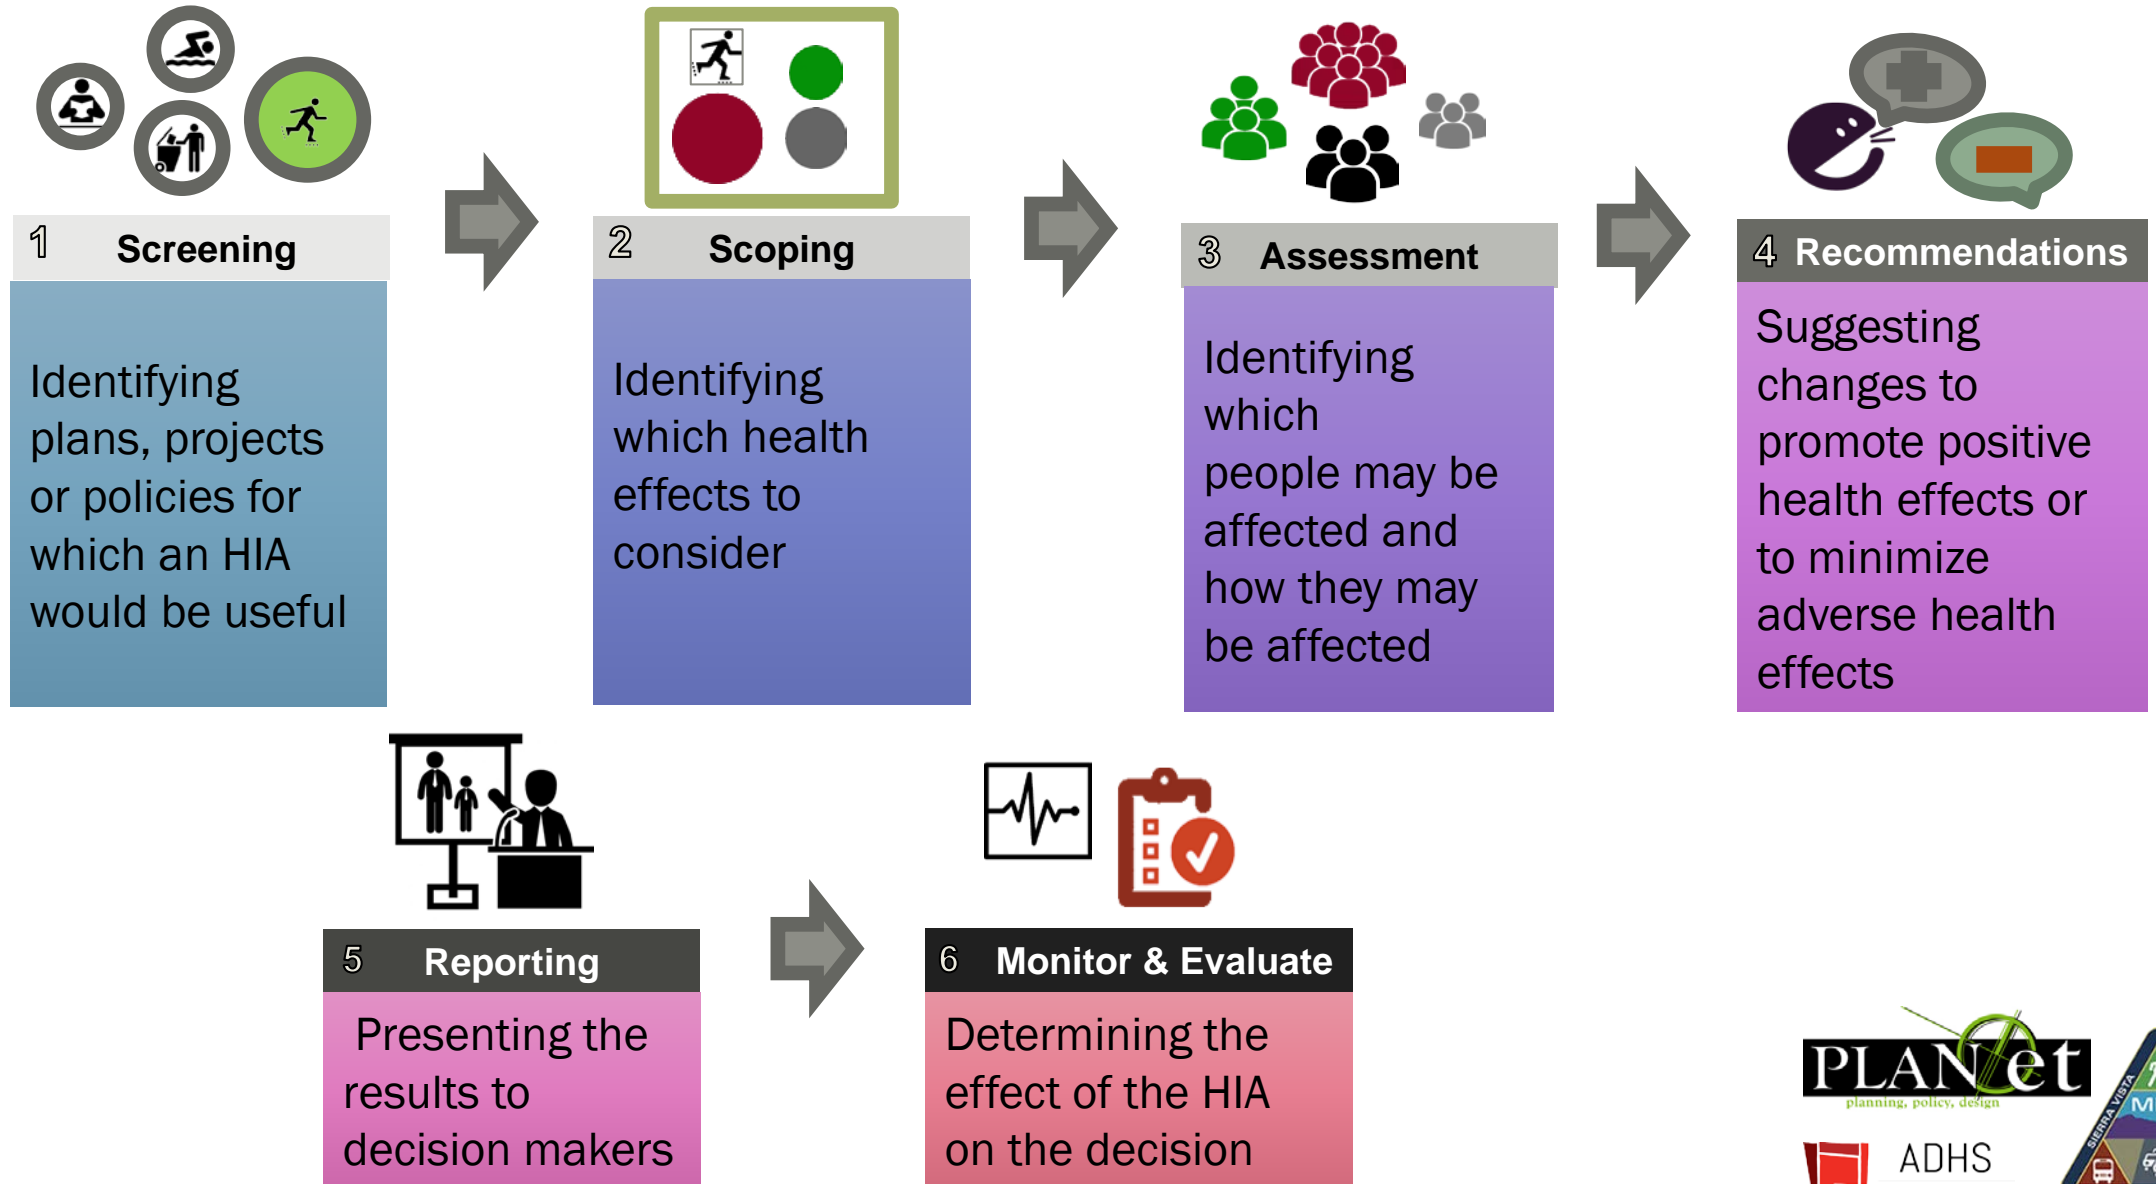 1 Screening
Identifying
plans, projects
or policies for
which an HIA
would be useful
2 Scoping
Identifying
which health
effects to
consider
3 Assessment
Identifying
which
people may be
affected and
how they may
be affected
4 Recommendations
Suggesting
changes to
promote positive
health effects or
to minimize
adverse health
effects
5 Reporting
Presenting the
results to
decision makers
6 Monitor & Evaluate
Determining the
effect of the HIA
on the decision
PLANet
planning, policy, design
SIERRA VISTA
ADHS